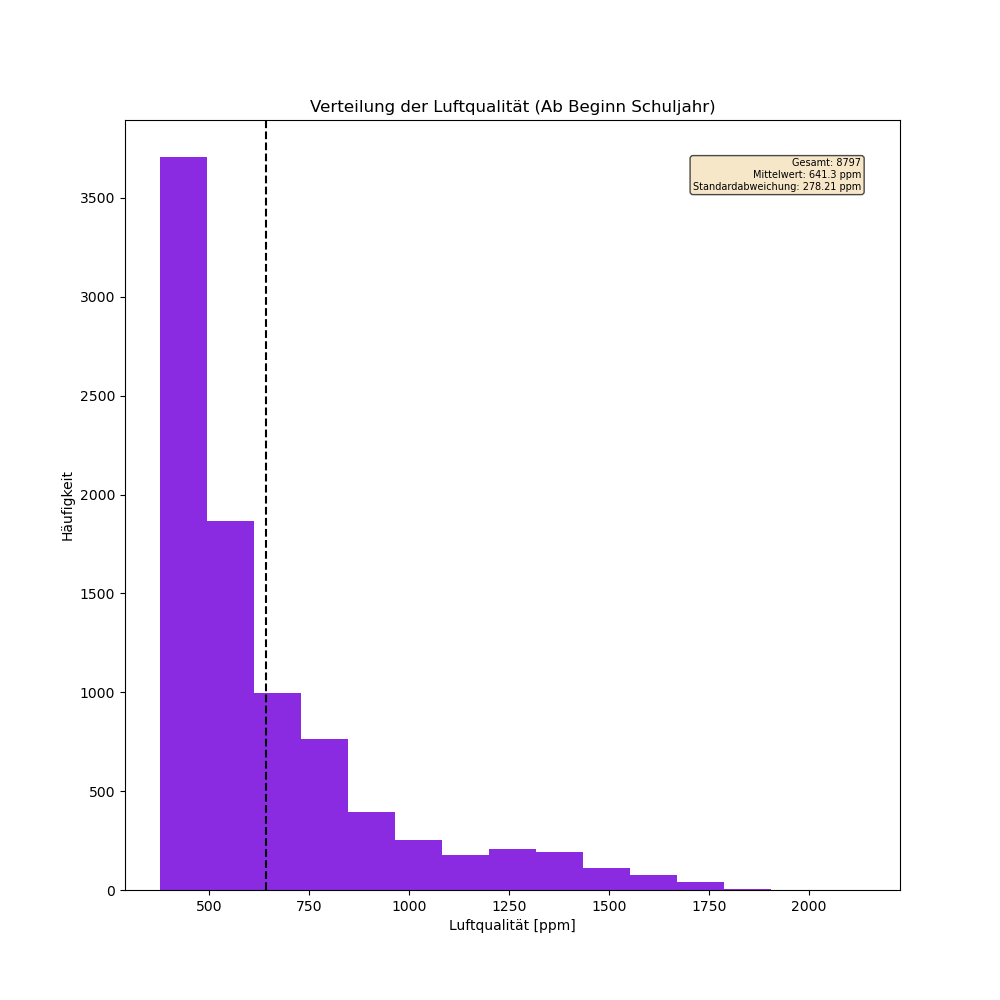 Verteilung der Luftqualität (Ab Beginn Schuljahr)
Gesamt: 8797
Mittelwert: 641.3 ppm
Standardabweichung: 278.21 ppm
Häufigkeit
3500
3000
2500
2000
1500
1000
500
0
500 750 1000 1250 1500 1750 2000
Luftqualität [ppm]